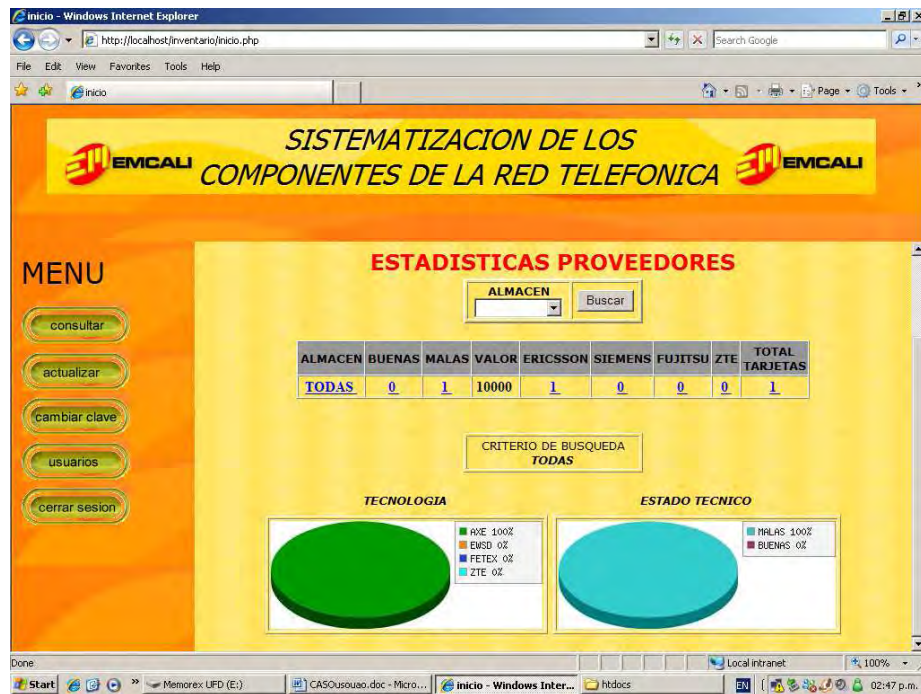 inicio - Windows Internet Explorer
http://localhost/inventario/inicio.php
Search Google
File Edit View Favorites Tools Help
inicio
Page Tools
EMCALI
SISTEMATIZACION DE LOS
COMPONENTES DE LA RED TELEFONICA
EMCALI
MENU
consultar
actualizar
cambiar clave
usuarios
cerrar sesion
ESTADISTICAS PROVEEDORES
ALMACEN
Buscar
ALMACEN BUENAS MALAS VALOR ERICSSON SIEMENS FUJITSU ZTE TOTAL TARJETAS
TODAS 0 1 10000 1 0 0 0 1
CRITERIO DE BUSQUEDA
TODAS
TECNOLOGIA
AXE 100%
EWSD 0%
FETEX 0%
ZTE 0%
ESTADO TECNICO
MALAS 100%
BUENAS 0%
Done
Local intranet
100%
Start
Memorex UFD (E:)
CASOusouao.doc - Micro...
inicio - Windows Inter...
htdocs
EN
02:47 p.m.